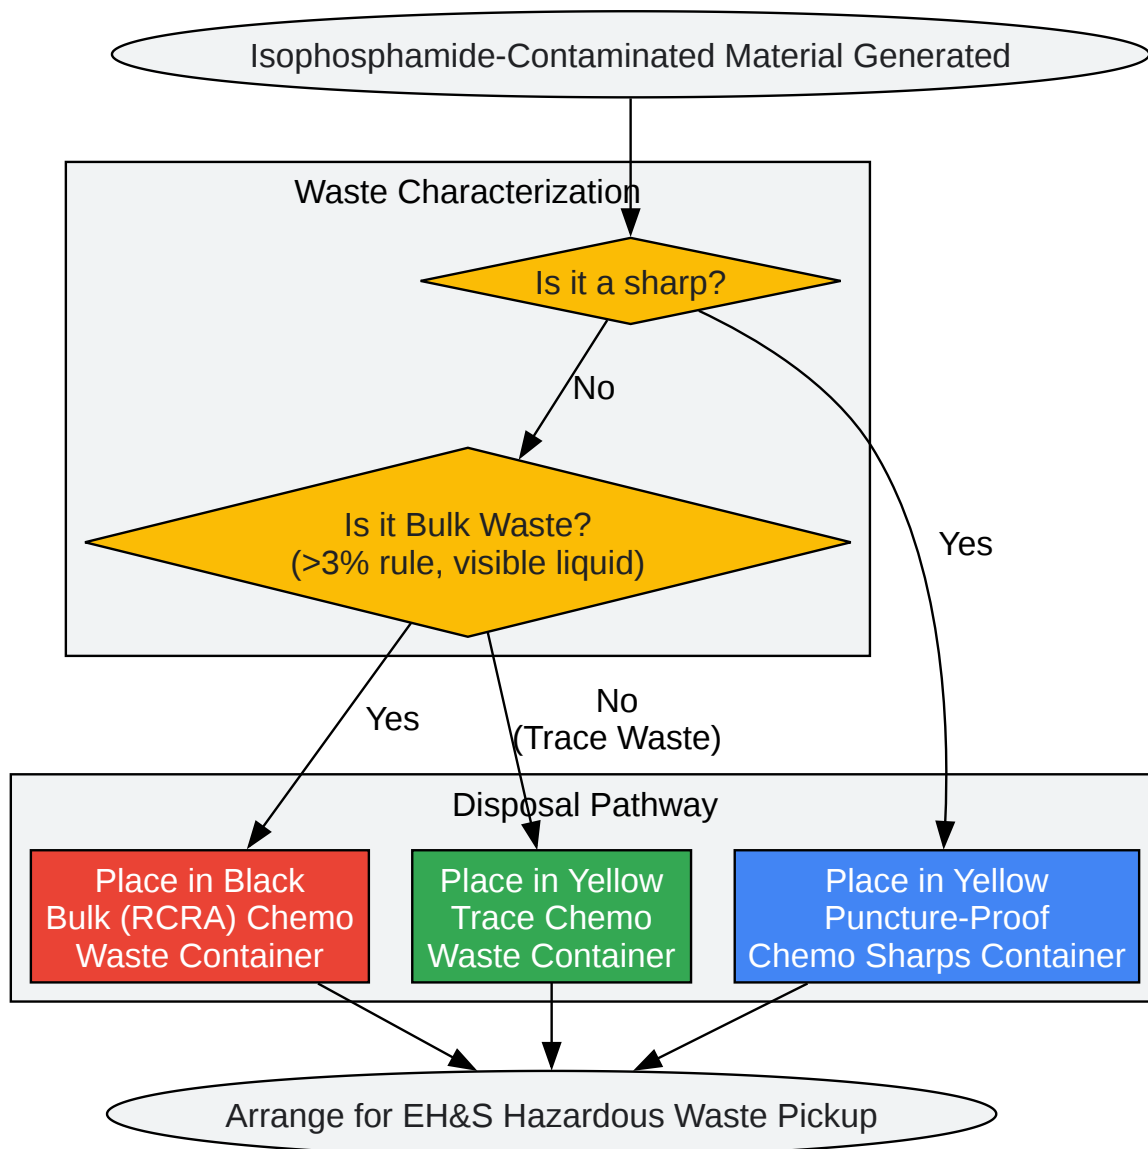 Isophosphamide-Contaminated Material Generated
Waste Characterization
Is it a sharp?
No
Is it Bulk Waste?
(>3% rule, visible liquid)
Yes
Yes
No
(Trace Waste)
Disposal Pathway
Place in Black
Bulk (RCRA) Chemo
Waste Container
Place in Yellow
Trace Chemo
Waste Container
Place in Yellow
Puncture-Proof
Chemo Sharps Container
Arrange for EH&S Hazardous Waste Pickup